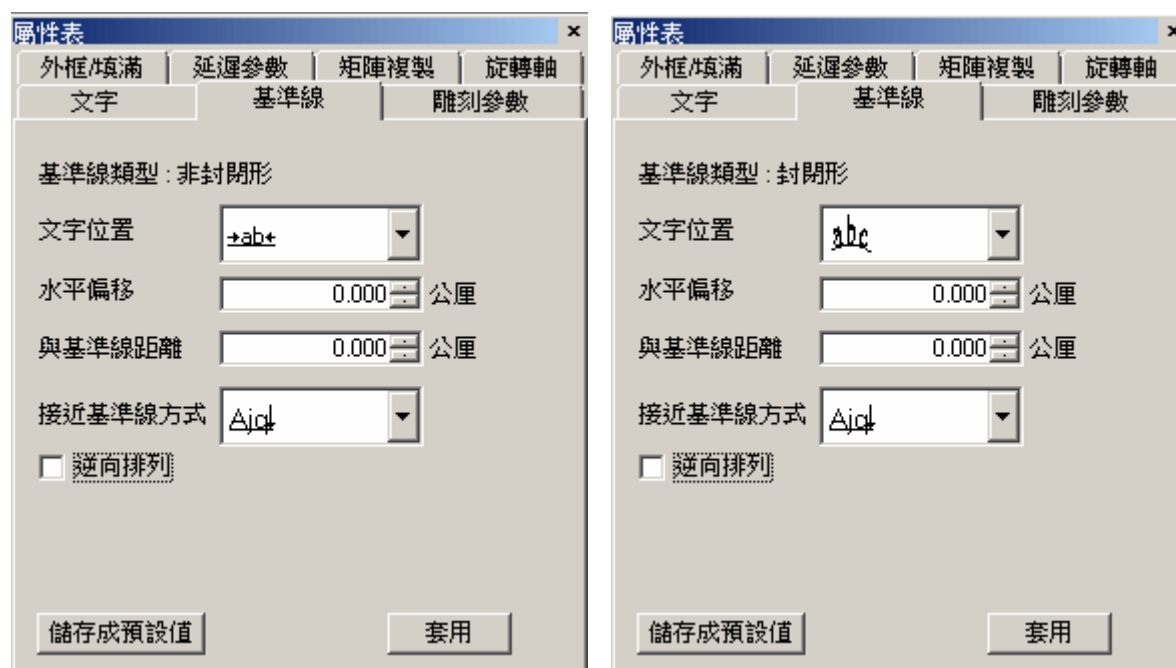 屬性表
外框/填滿 延遲參數 矩陣複製 旋轉軸
文字 基準線 雕刻參數
基準線類型 : 非封閉形
文字位置 →ab←
水平偏移 0.000 公厘
與基準線距離 0.000 公厘
接近基準線方式 Ajq
逆向排列
儲存成預設值 套用
屬性表
外框/填滿 延遲參數 矩陣複製 旋轉軸
文字 基準線 雕刻參數
基準線類型 : 封閉形
文字位置 abc
水平偏移 0.000 公厘
與基準線距離 0.000 公厘
接近基準線方式 Ajq
逆向排列
儲存成預設值 套用